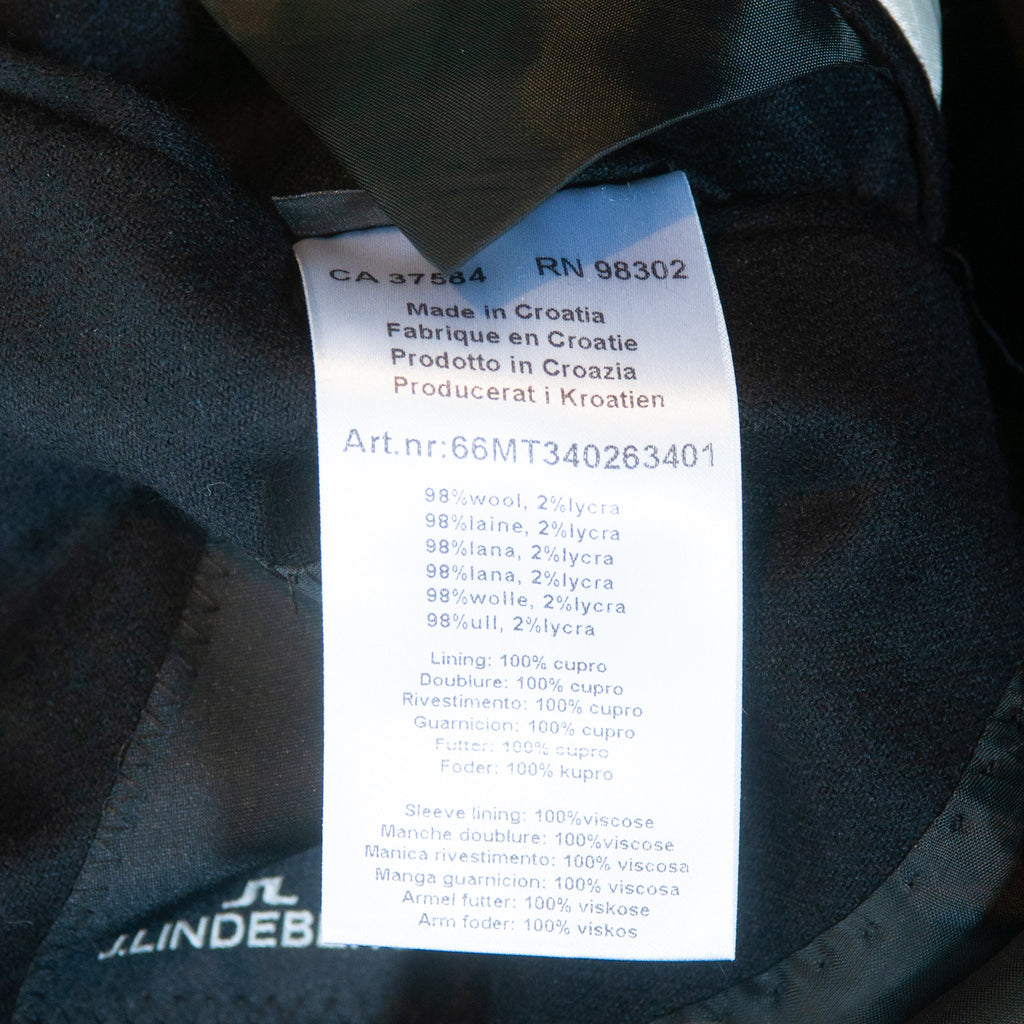 CA 37584 RN 98302
Made in Croatia
Fabrique en Croatie
Prodotto in Croazia
Producerat i Kroatien
Art.nr:66MT340263401
98%wool, 2%lycra
98%laine, 2%lycra
98%lana, 2%lycra
98%lana, 2%lycra
98%wolle, 2%lycra
98%ull, 2%lycra
Lining: 100% cupro
Doublure: 100% cupro
Rivestimento: 100% cupro
Guarnicion: 100% cupro
Futter: 100% cupro
Foder: 100% kupro
Sleeve lining: 100%viscose
Manche doublure: 100%viscose
Manica rivestimento: 100% viscosa
Manga guarnicion: 100% viscosa
Armel futter: 100% viskose
Arm foder: 100% viskos
J.LINDEBE